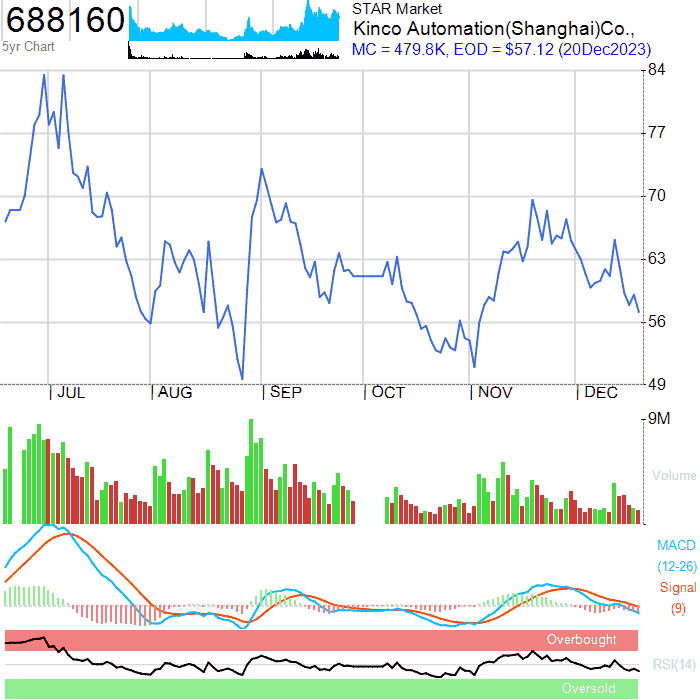 688160
5yr Chart
STAR Market
Kinco Automation(Shanghai)Co.,
MC = 479.8K, EOD = $57.12 (20Dec2023)
84
77
70
63
56
49
JUL AUG SEP OCT NOV DEC
9M
Volume
MACD
(12-26)
Signal
(9)
Overbought
RSI(14)
Oversold